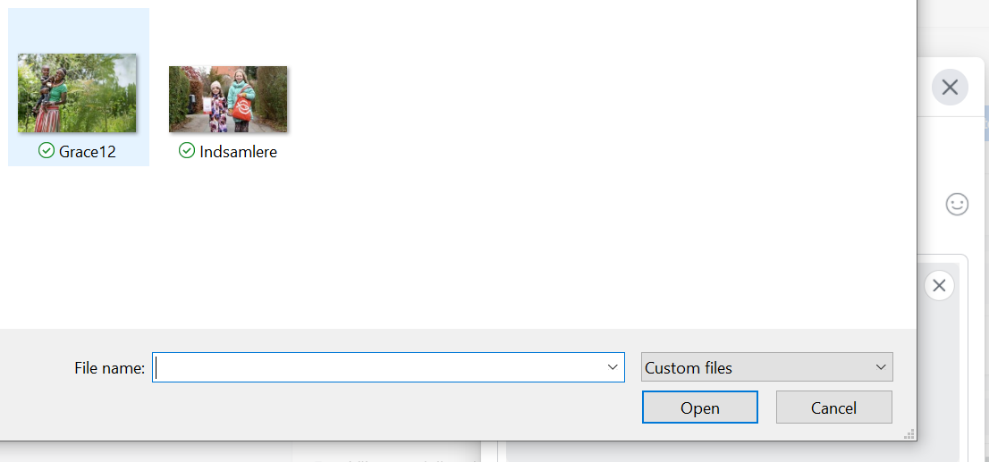 Grace12
Indsamlere
File name:
Custom files
Open
Cancel